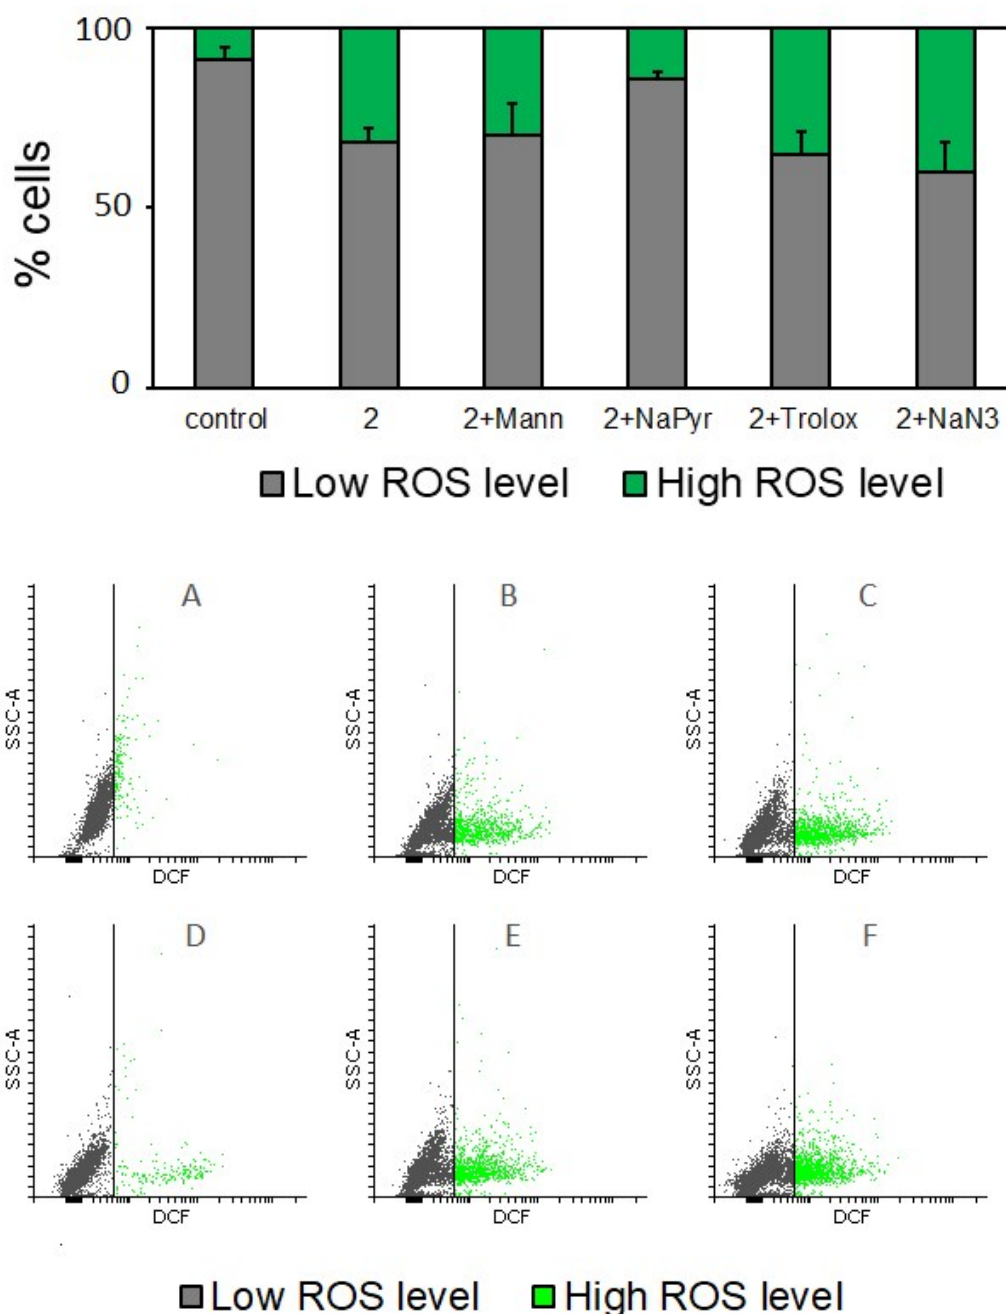 100
50
0
% cells
control 2 2+Mann 2+NaPyr 2+Trolox 2+NaN3
Low ROS level High ROS level
A B C
SSC-A SSC-A SSC-A
DCF DCF DCF
D E F
SSC-A SSC-A SSC-A
DCF DCF DCF
Low ROS level High ROS level